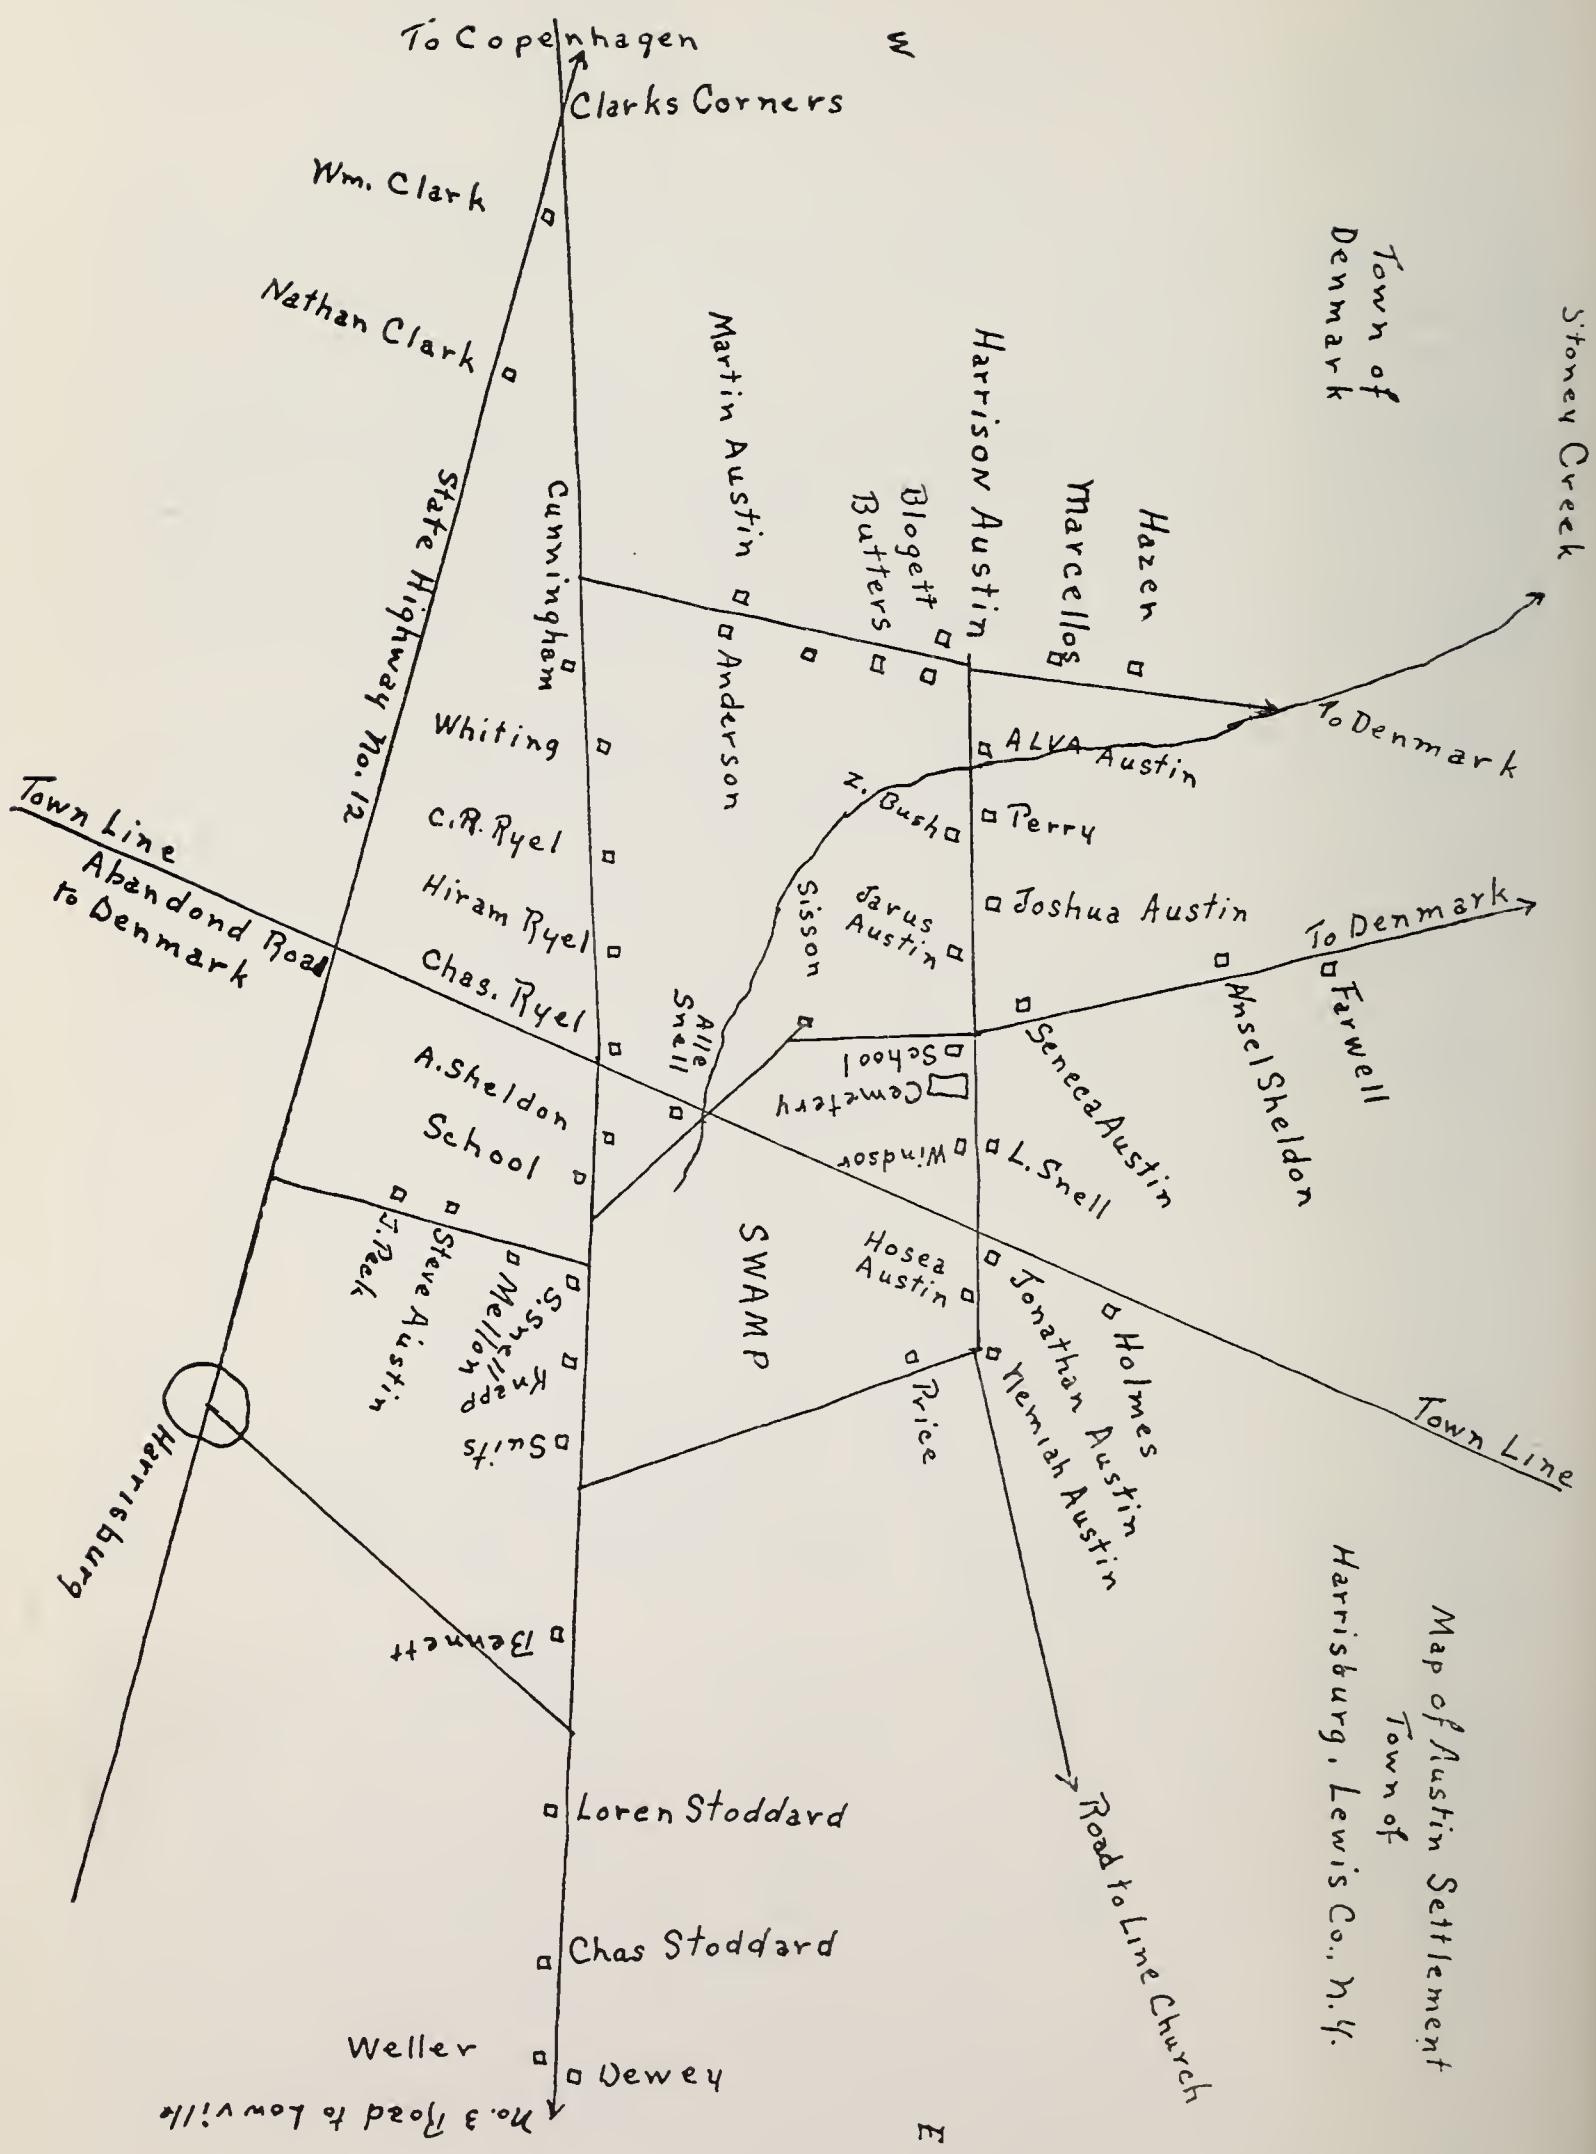 To Copenhagen
W
Clarks Corners
Wm. Clark
Nathan Clark
Town of
Denmark
Stoney Creek
State Highway No. 12
Cunningham
Martin Austin
Anderson
Butters
Blogett
Harrison Austin
Marcellos
Hazen
To Denmark
ALVA Austin
Z. Bush
Perry
Whiting
C.R. Ryel
Hiram Ryel
Chas. Ryel
Town Line
Abandond Road
to Denmark
Sisson
Jarus
Austin
Joshua Austin
To Denmark
Ansel Sheldon
Farwell
Seneca Austin
Alle
Snell
School
Cemetery
Windsor
L. Snell
A. Sheldon
School
J. Peck
Steve Austin
Mellon
S. Snell
Knapp
Suits
SWAMP
Hosea
Austin
Jonathan Austin
Holmes
Nemiah Austin
Price
Town Line
Harrisburg
Bennett
Loren Stoddard
Chas Stoddard
Weller
Dewey
No. 3 Road to Lowville
Road to Line Church
E
Map of Austin Settlement
Town of
Harrisburg, Lewis Co., N.Y.